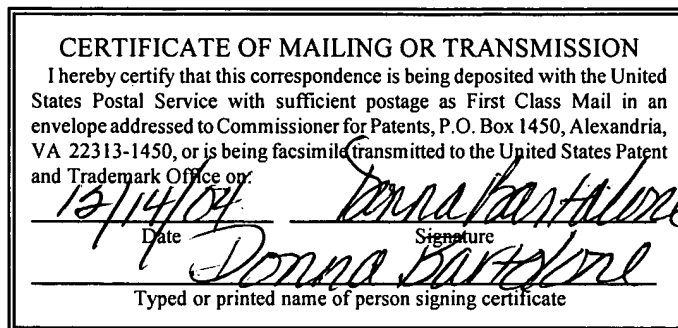 CERTIFICATE OF MAILING OR TRANSMISSION
I hereby certify that this correspondence is being deposited with the United
States Postal Service with sufficient postage as First Class Mail in an
envelope addressed to Commissioner for Patents, P.O. Box 1450, Alexandria,
VA 22313-1450, or is being facsimile transmitted to the United States Patent
and Trademark Office on:
12/14/04 Donna Bartolone
Date Signature
Donna Bartolone
Typed or printed name of person signing certificate